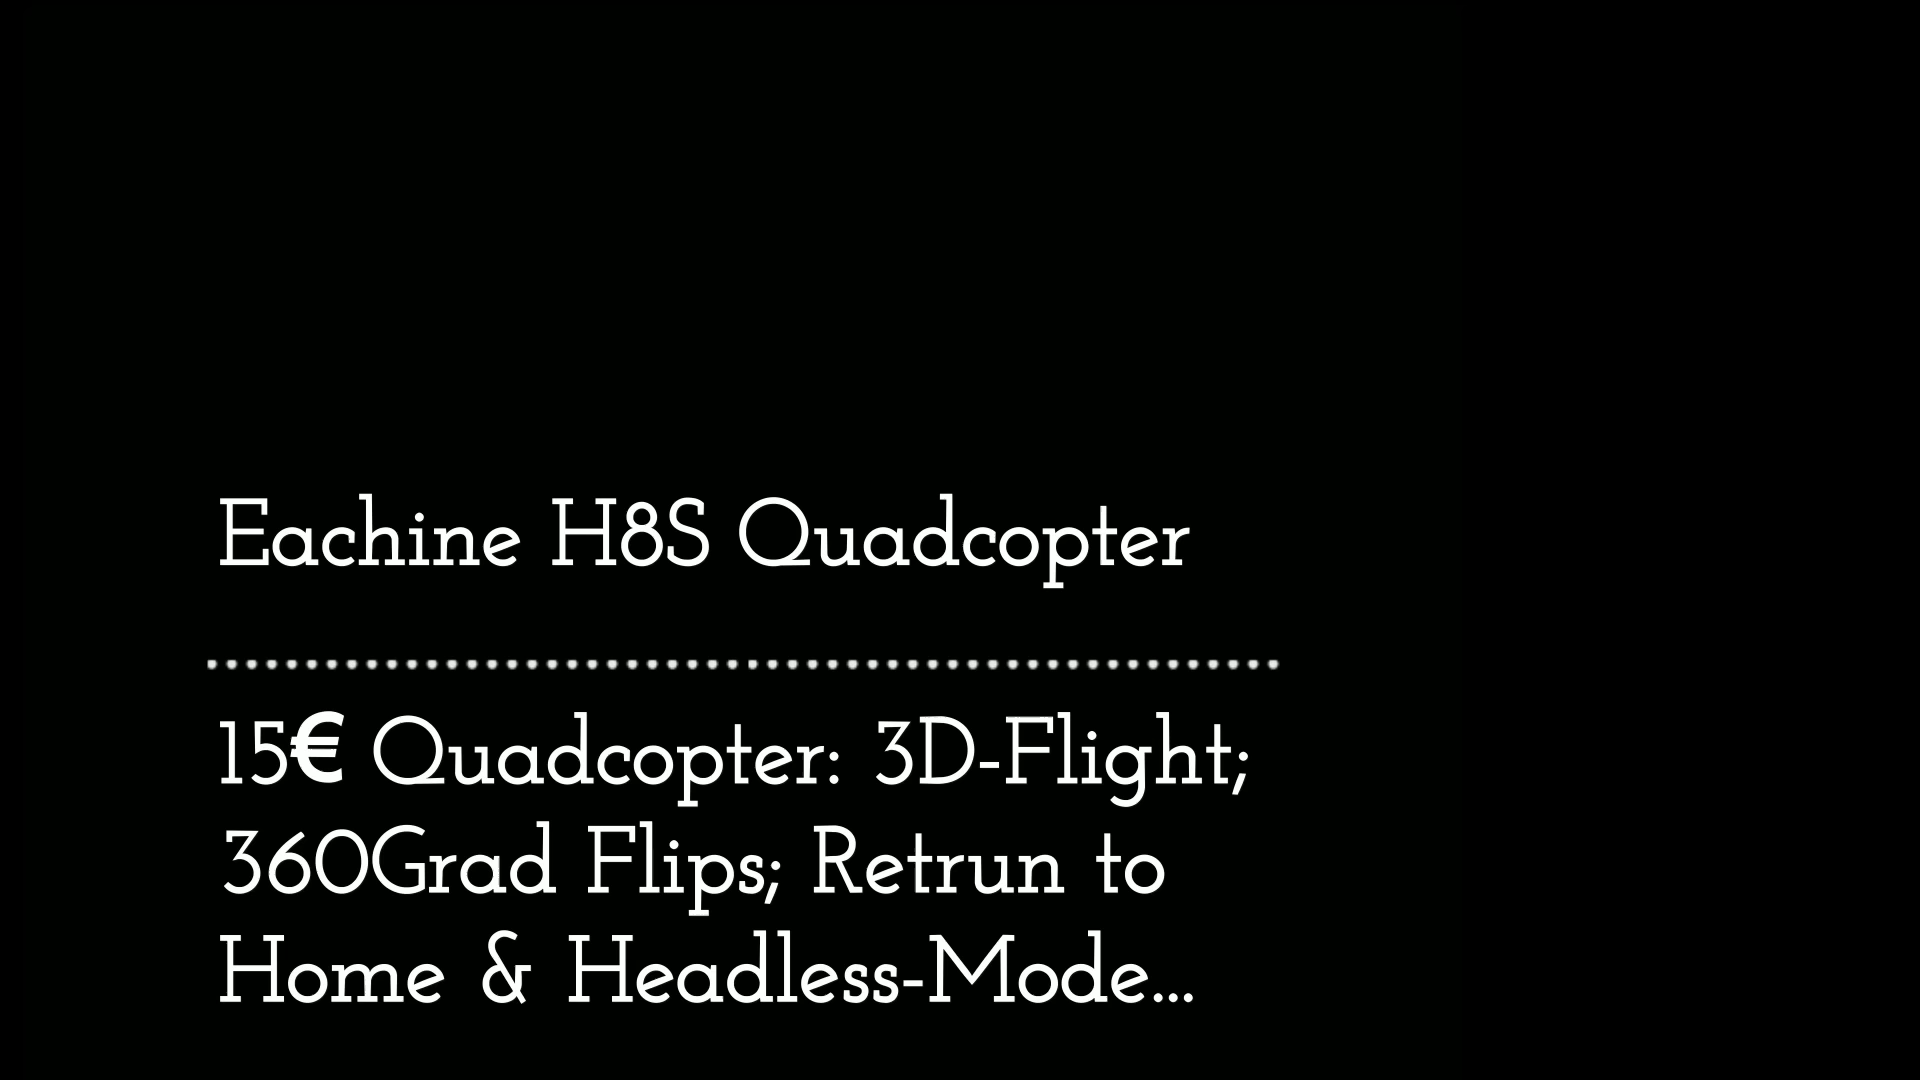 Eachine H8S Quadcopter
15€ Quadcopter: 3D-Flight;
360Grad Flips; Retrun to
Home & Headless-Mode...